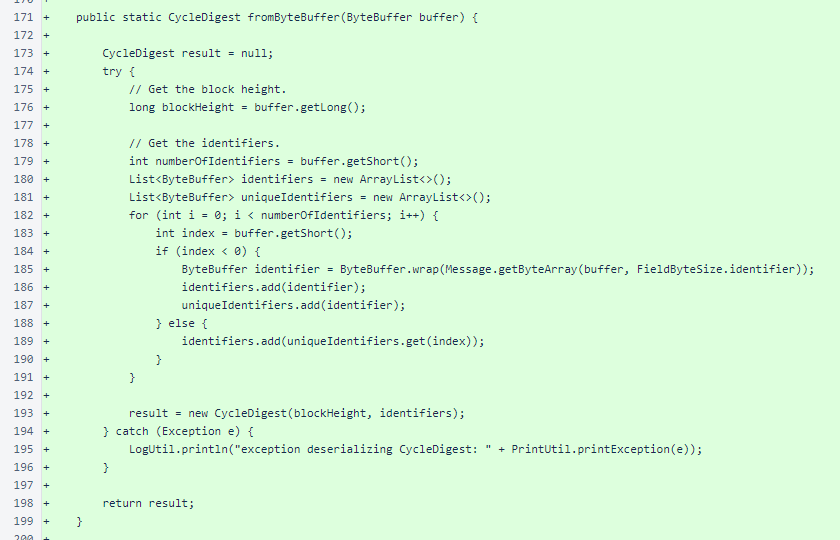 171 +     public static CycleDigest fromByteBuffer(ByteBuffer buffer) {
172 +
173 +         CycleDigest result = null;
174 +         try {
175 +             // Get the block height.
176 +             long blockHeight = buffer.getLong();
177 +
178 +             // Get the identifiers.
179 +             int numberOfIdentifiers = buffer.getShort();
180 +             List<ByteBuffer> identifiers = new ArrayList<>();
181 +             List<ByteBuffer> uniqueIdentifiers = new ArrayList<>();
182 +             for (int i = 0; i < numberOfIdentifiers; i++) {
183 +                 int index = buffer.getShort();
184 +                 if (index < 0) {
185 +                     ByteBuffer identifier = ByteBuffer.wrap(Message.getByteArray(buffer, FieldByteSize.identifier));
186 +                     identifiers.add(identifier);
187 +                     uniqueIdentifiers.add(identifier);
188 +                 } else {
189 +                     identifiers.add(uniqueIdentifiers.get(index));
190 +                 }
191 +             }
192 +
193 +             result = new CycleDigest(blockHeight, identifiers);
194 +         } catch (Exception e) {
195 +             LogUtil.println("exception deserializing CycleDigest: " + PrintUtil.printException(e));
196 +         }
197 +
198 +         return result;
199 +     }
200 +